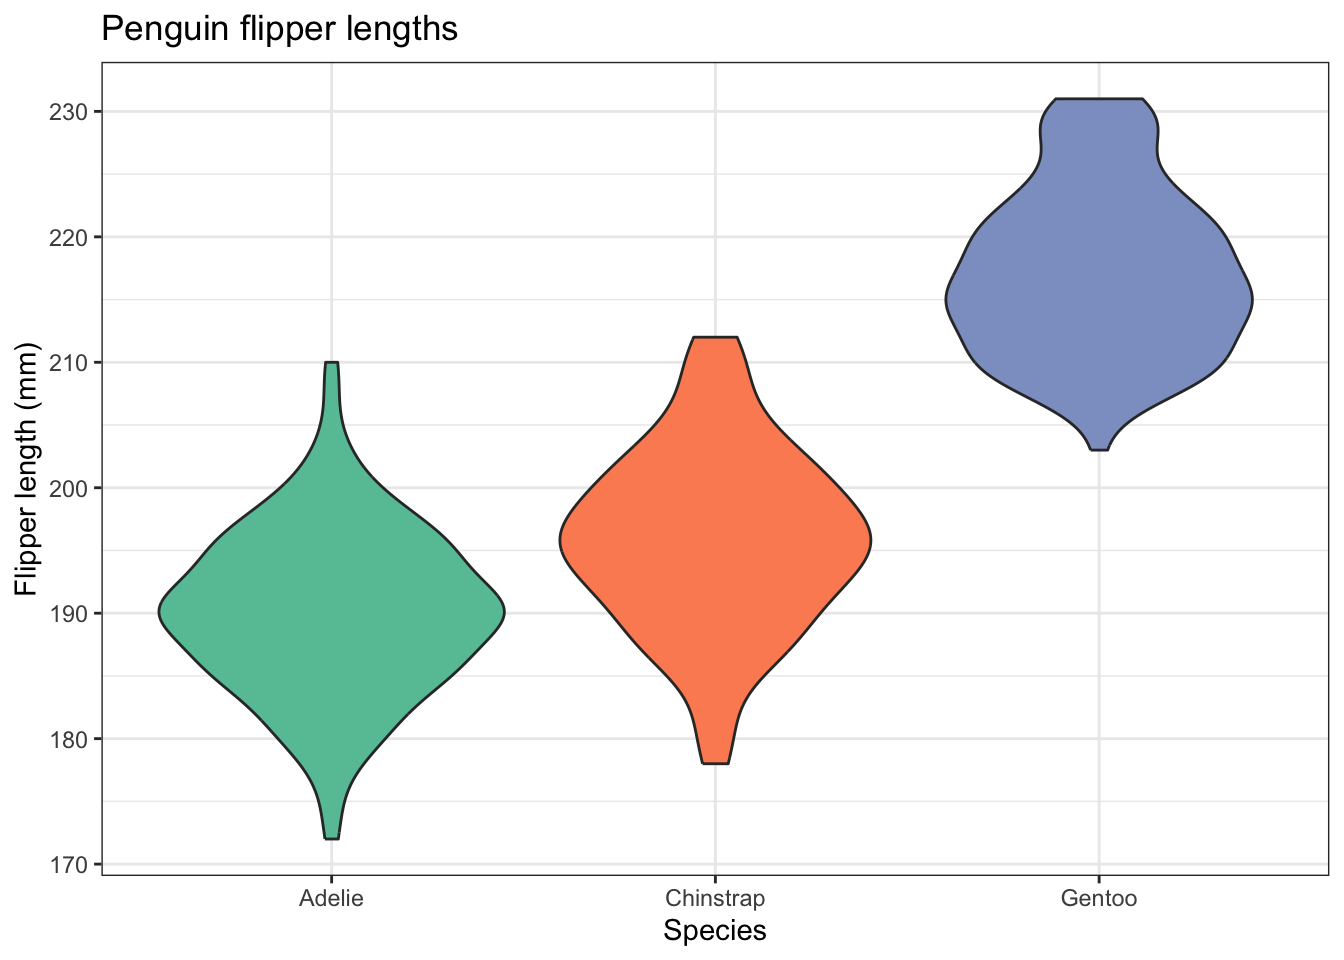 Penguin flipper lengths
230
220
210
200
190
180
170
Flipper length (mm)
Adelie Chinstrap Gentoo
Species